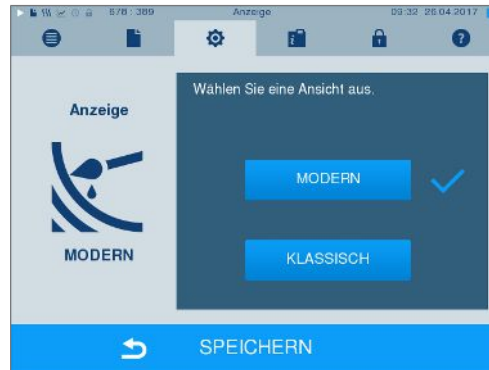 678 : 389 Anzeige 09:32 26.04.2017
Wählen Sie eine Ansicht aus.
Anzeige
MODERN
MODERN
KLASSISCH
SPEICHERN